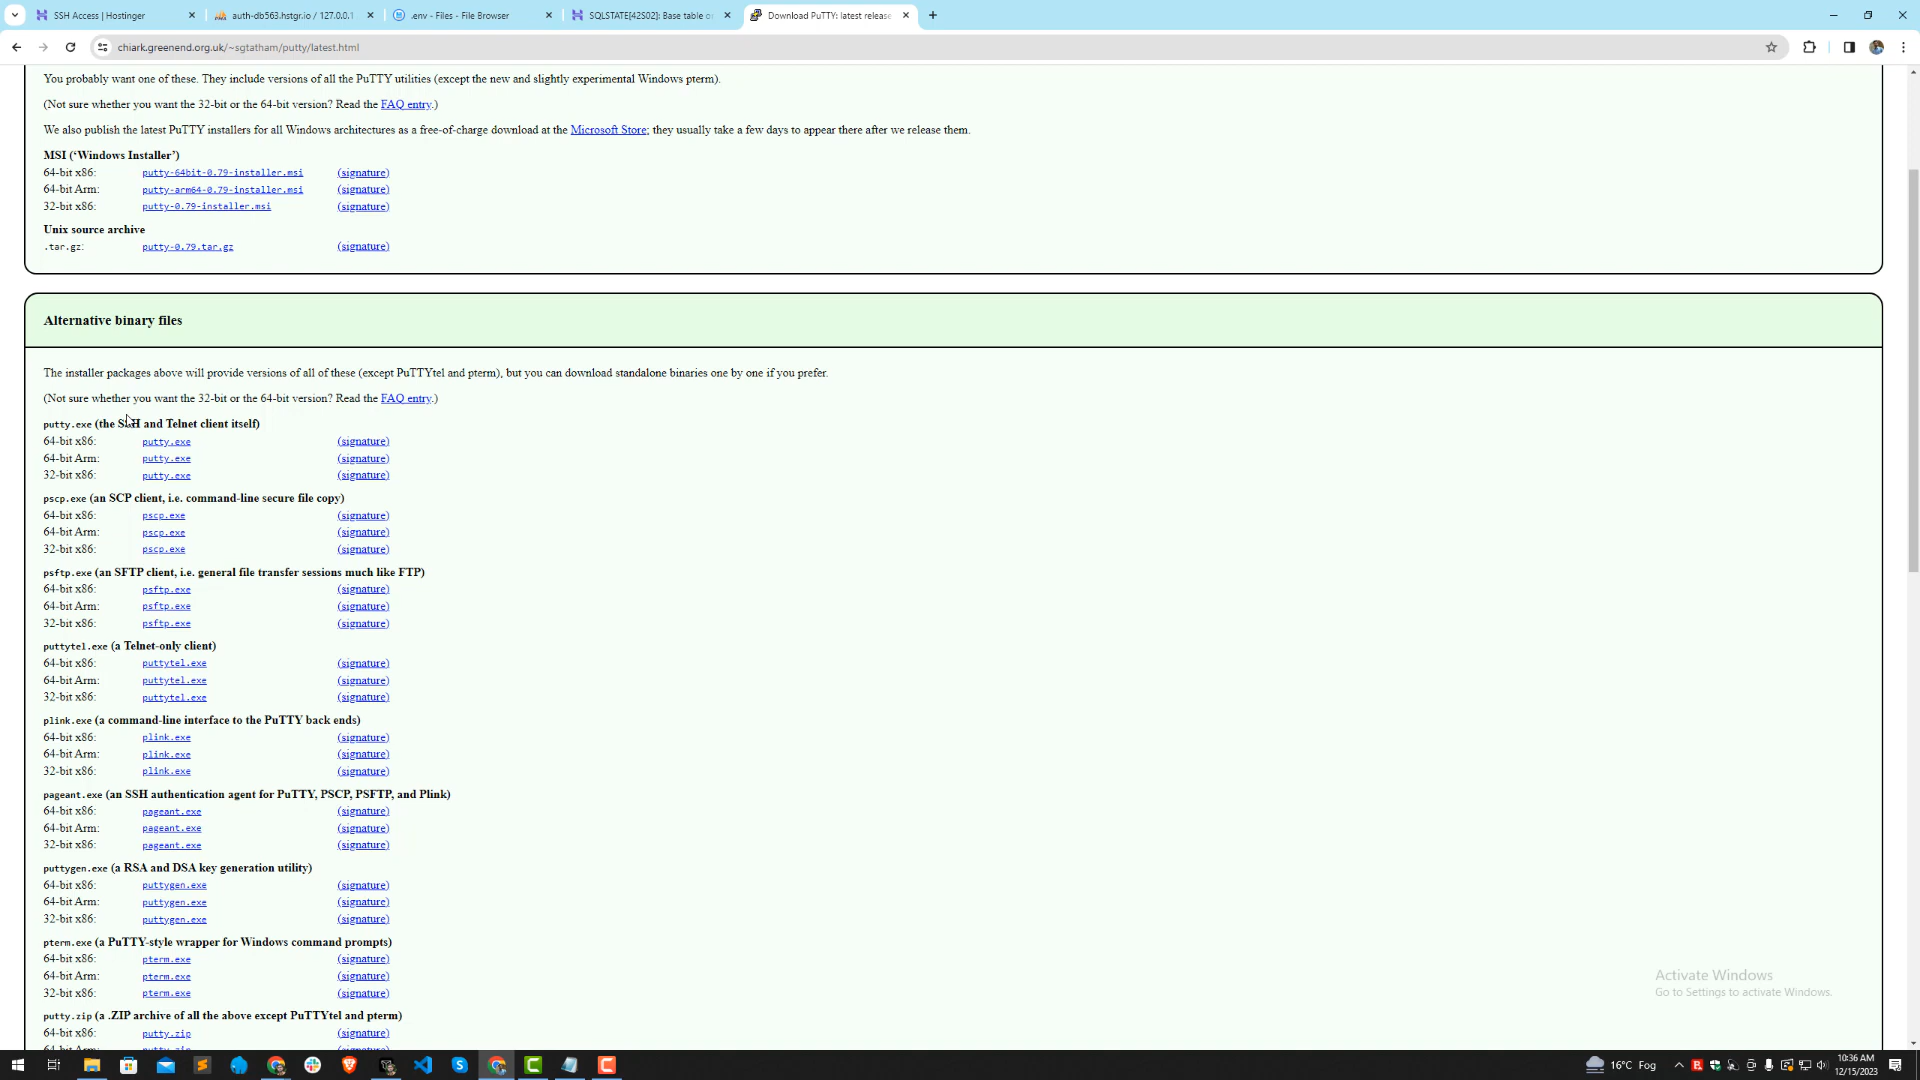 SSH Access | Hostinger
auth-db563.hstgr.io / 127.0.0.1
.env - Files - File Browser
SQLSTATE[42S02]: Base table o
Download PuTTY: latest release
chiark.greenend.org.uk/~sgtatham/putty/latest.html
You probably want one of these. They include versions of all the PuTTY utilities (except the new and slightly experimental Windows pterm).
(Not sure whether you want the 32-bit or the 64-bit version? Read the FAQ entry.)
We also publish the latest PuTTY installers for all Windows architectures as a free-of-charge download at the Microsoft Store; they usually take a few days to appear there after we release them.
MSI (‘Windows Installer’)
64-bit x86: putty-64bit-0.79-installer.msi (signature)
64-bit Arm: putty-arm64-0.79-installer.msi (signature)
32-bit x86: putty-0.79-installer.msi (signature)
Unix source archive
.tar.gz: putty-0.79.tar.gz (signature)
Alternative binary files
The installer packages above will provide versions of all of these (except PuTTYtel and pterm), but you can download standalone binaries one by one if you prefer.
(Not sure whether you want the 32-bit or the 64-bit version? Read the FAQ entry.)
putty.exe (the SSH and Telnet client itself)
64-bit x86: putty.exe (signature)
64-bit Arm: putty.exe (signature)
32-bit x86: putty.exe (signature)
pscp.exe (an SCP client, i.e. command-line secure file copy)
64-bit x86: pscp.exe (signature)
64-bit Arm: pscp.exe (signature)
32-bit x86: pscp.exe (signature)
psftp.exe (an SFTP client, i.e. general file transfer sessions much like FTP)
64-bit x86: psftp.exe (signature)
64-bit Arm: psftp.exe (signature)
32-bit x86: psftp.exe (signature)
puttytel.exe (a Telnet-only client)
64-bit x86: puttytel.exe (signature)
64-bit Arm: puttytel.exe (signature)
32-bit x86: puttytel.exe (signature)
plink.exe (a command-line interface to the PuTTY back ends)
64-bit x86: plink.exe (signature)
64-bit Arm: plink.exe (signature)
32-bit x86: plink.exe (signature)
pageant.exe (an SSH authentication agent for PuTTY, PSCP, PSFTP, and Plink)
64-bit x86: pageant.exe (signature)
64-bit Arm: pageant.exe (signature)
32-bit x86: pageant.exe (signature)
puttygen.exe (a RSA and DSA key generation utility)
64-bit x86: puttygen.exe (signature)
64-bit Arm: puttygen.exe (signature)
32-bit x86: puttygen.exe (signature)
pterm.exe (a PuTTY-style wrapper for Windows command prompts)
64-bit x86: pterm.exe (signature)
64-bit Arm: pterm.exe (signature)
32-bit x86: pterm.exe (signature)
putty.zip (a .ZIP archive of all the above except PuTTYtel and pterm)
64-bit x86: putty.zip (signature)
64-bit Arm: putty.zip (signature)
Activate Windows
Go to Settings to activate Windows.
16°C Fog
10:36 AM
12/15/2023